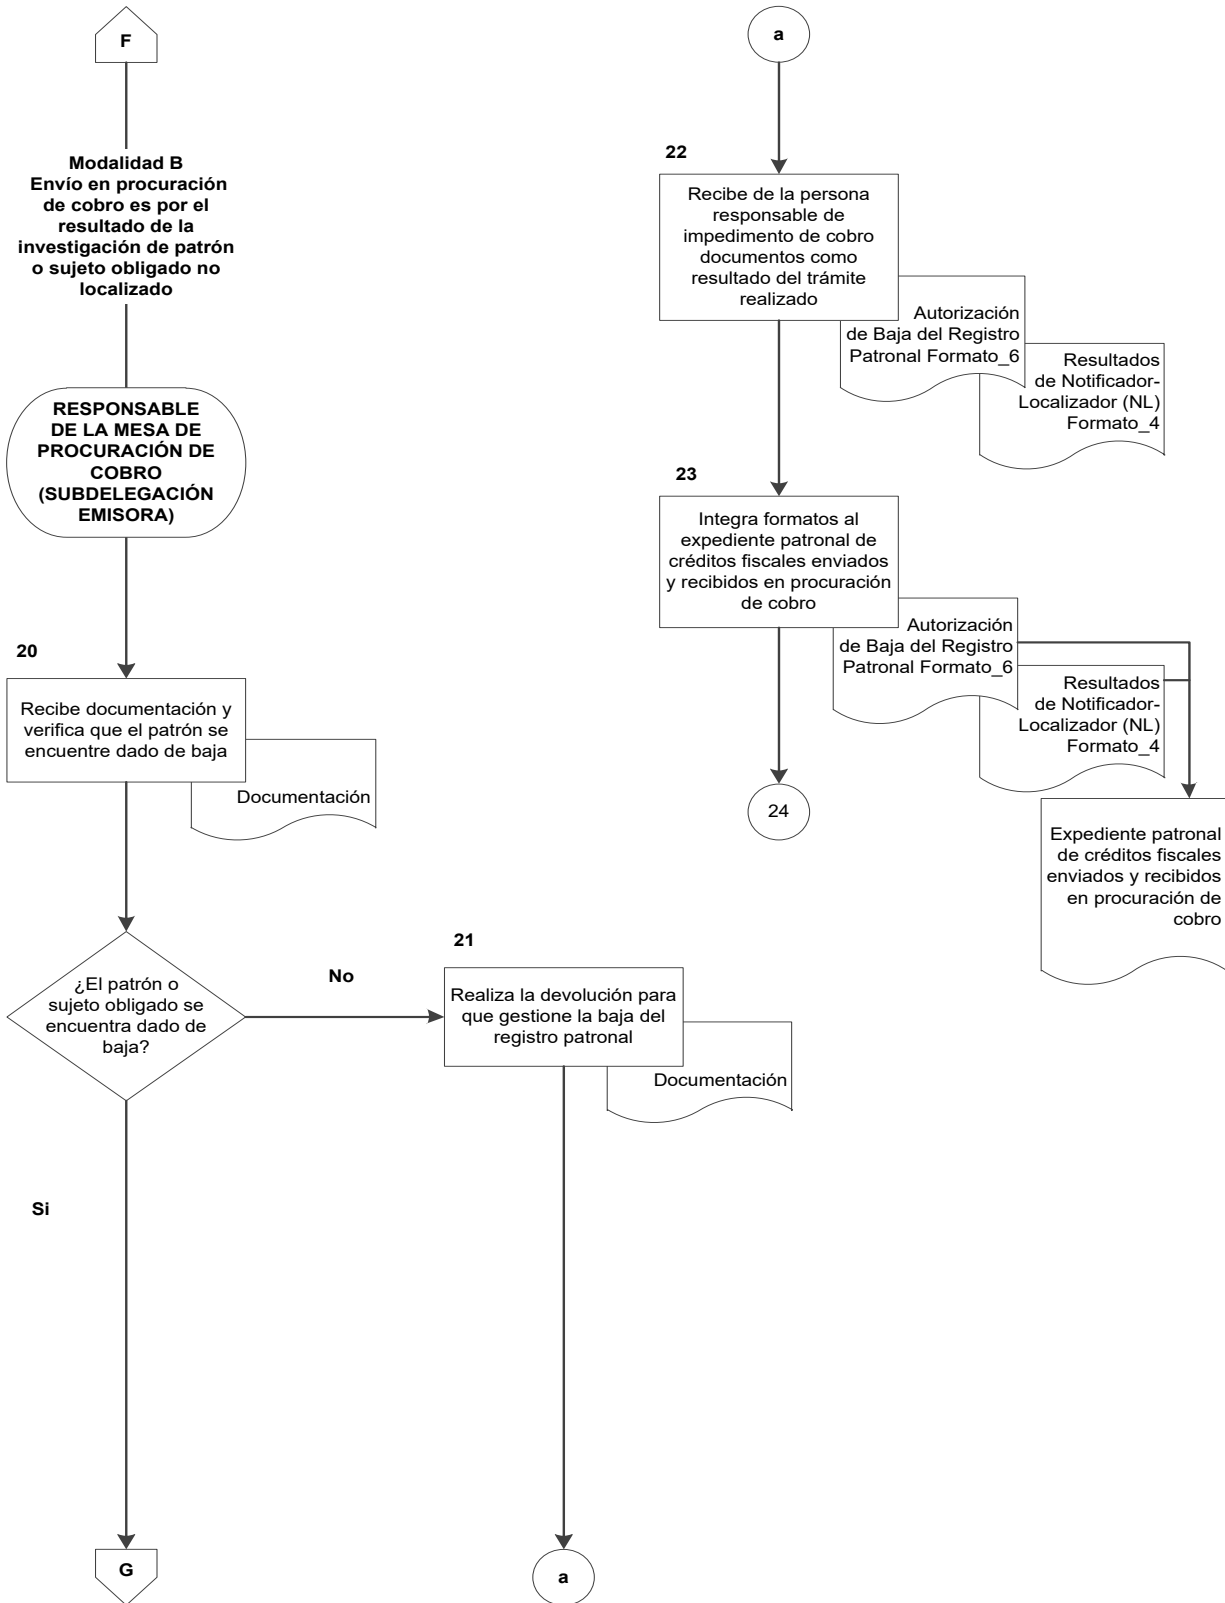 F
Modalidad B
Envío en procuración
de cobro es por el
resultado de la
investigación de patrón
o sujeto obligado no
localizado
RESPONSABLE
DE LA MESA DE
PROCURACIÓN DE
COBRO
(SUBDELEGACIÓN
EMISORA)
20
Recibe documentación y
verifica que el patrón se
encuentre dado de baja
Documentación
¿El patrón o
sujeto obligado se
encuentra dado de
baja?
No
Si
G
21
Realiza la devolución para
que gestione la baja del
registro patronal
Documentación
a
a
22
Recibe de la persona
responsable de
impedimento de cobro
documentos como
resultado del trámite
realizado
Autorización
de Baja del Registro
Patronal Formato_6
Resultados
de Notificador-
Localizador (NL)
Formato_4
23
Integra formatos al
expediente patronal de
créditos fiscales enviados
y recibidos en procuración
de cobro
Autorización
de Baja del Registro
Patronal Formato_6
Resultados
de Notificador-
Localizador (NL)
Formato_4
24
Expediente patronal
de créditos fiscales
enviados y recibidos
en procuración de
cobro